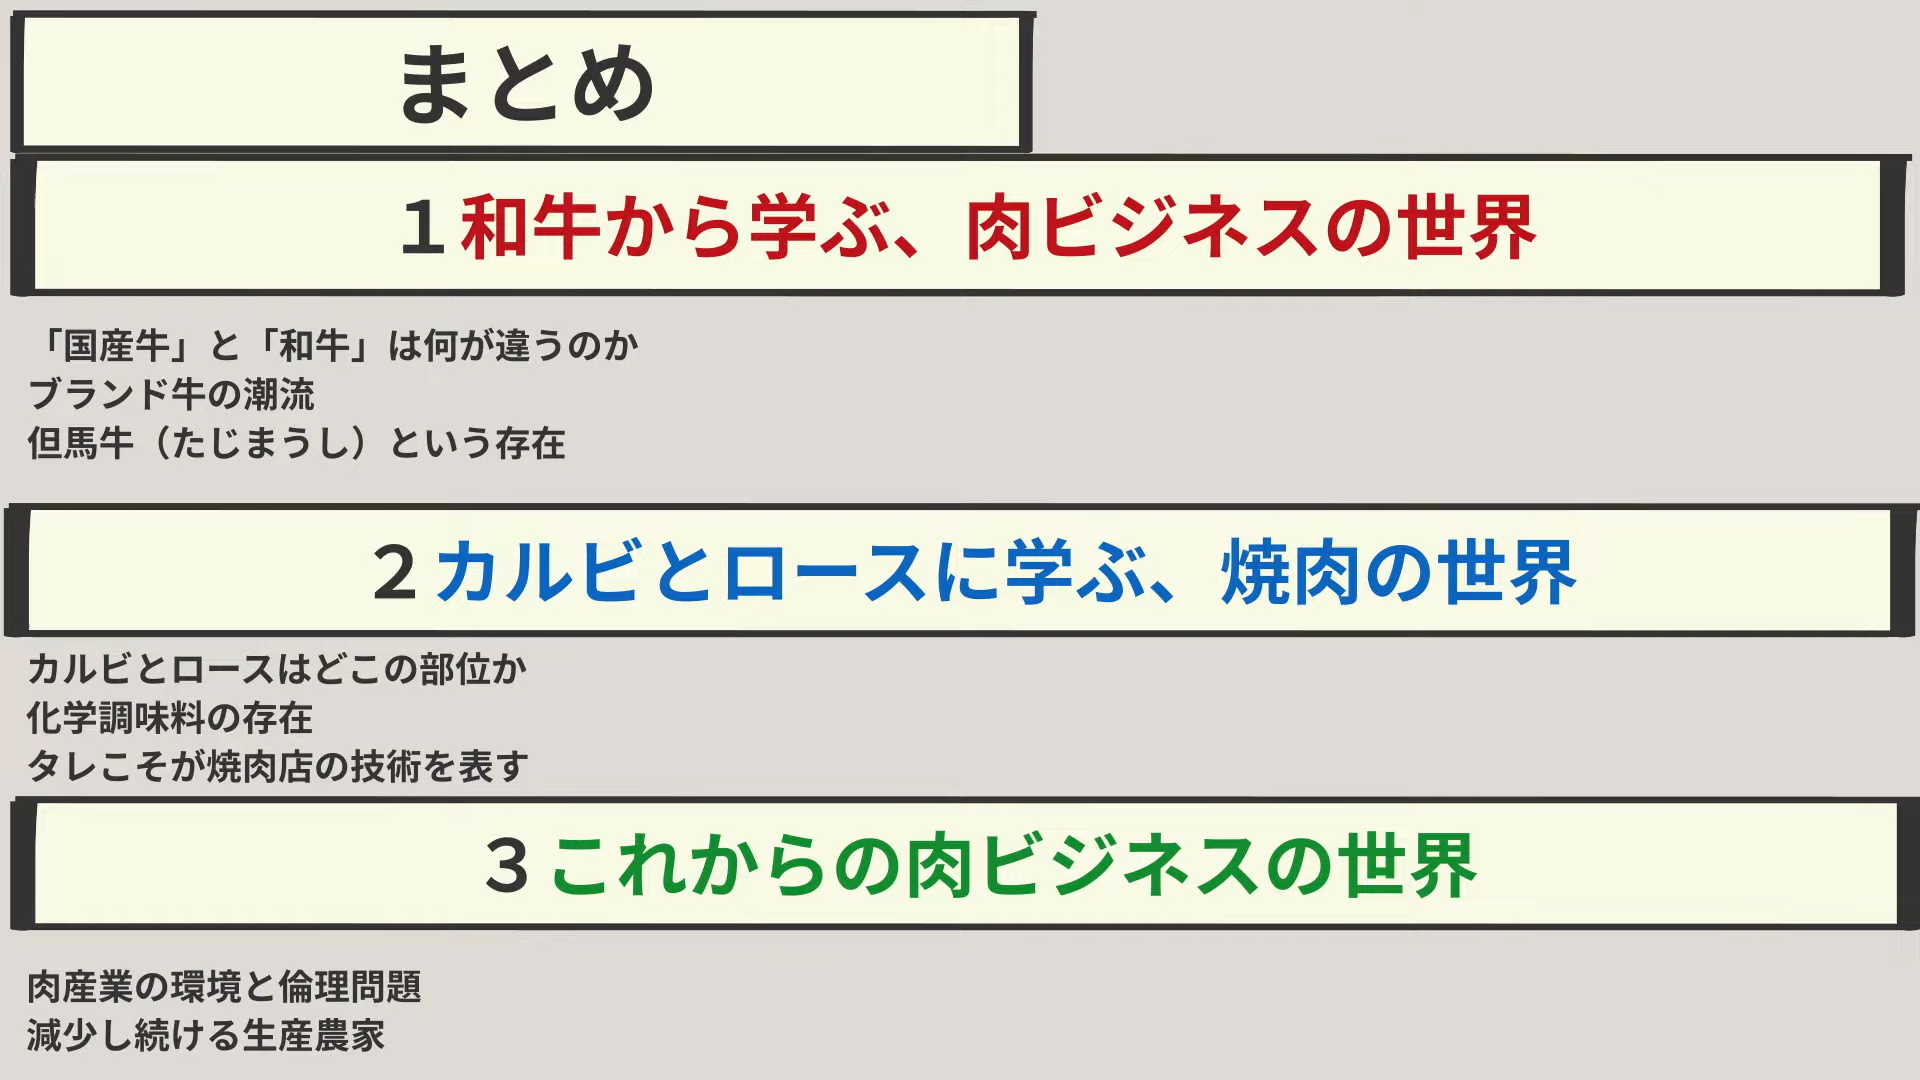 まとめ
１和牛から学ぶ、肉ビジネスの世界
「国産牛」と「和牛」は何が違うのか
ブランド牛の潮流
但馬牛（たじまうし）という存在
２カルビとロースに学ぶ、焼肉の世界
カルビとロースはどこの部位か
化学調味料の存在
タレこそが焼肉店の技術を表す
３これからの肉ビジネスの世界
肉産業の環境と倫理問題
減少し続ける生産農家